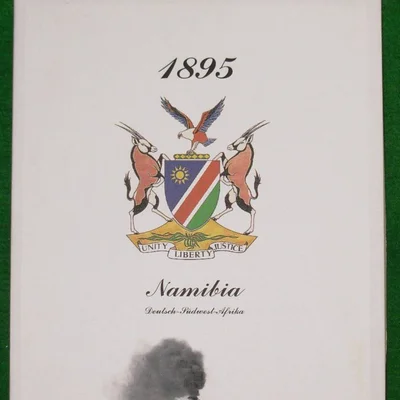 1895
UNITY LIBERTY JUSTICE
Namibia
Deutsch-Südwest-Afrika